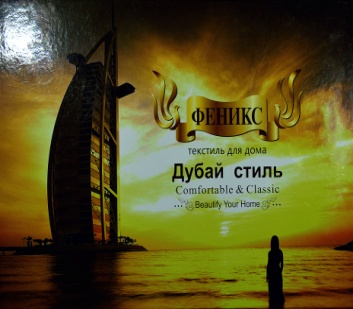 ФЕНИКС
текстиль для дома
Дубай стиль
Comfortable & Classic
Beautify Your Home